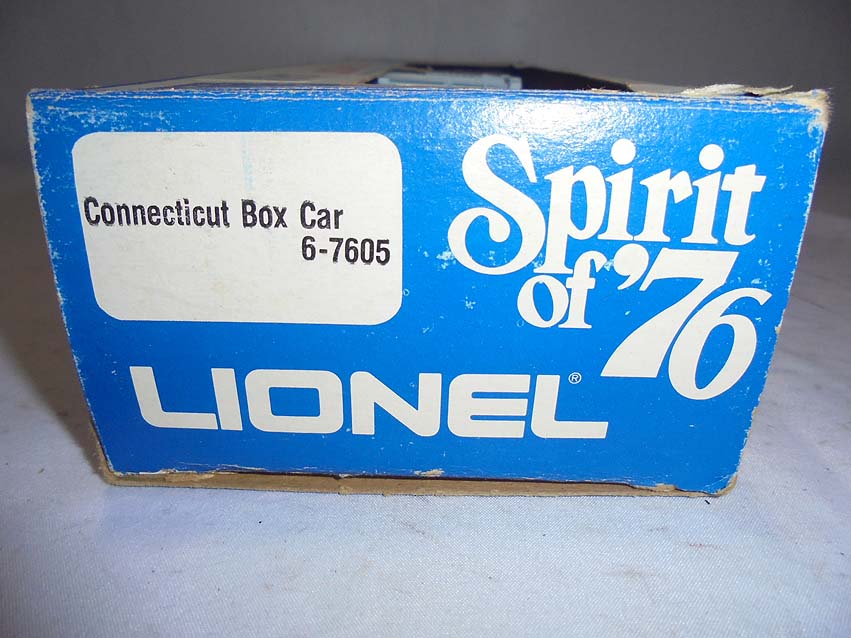 Connecticut Box Car
6-7605
Spirit
of '76
LIONEL®